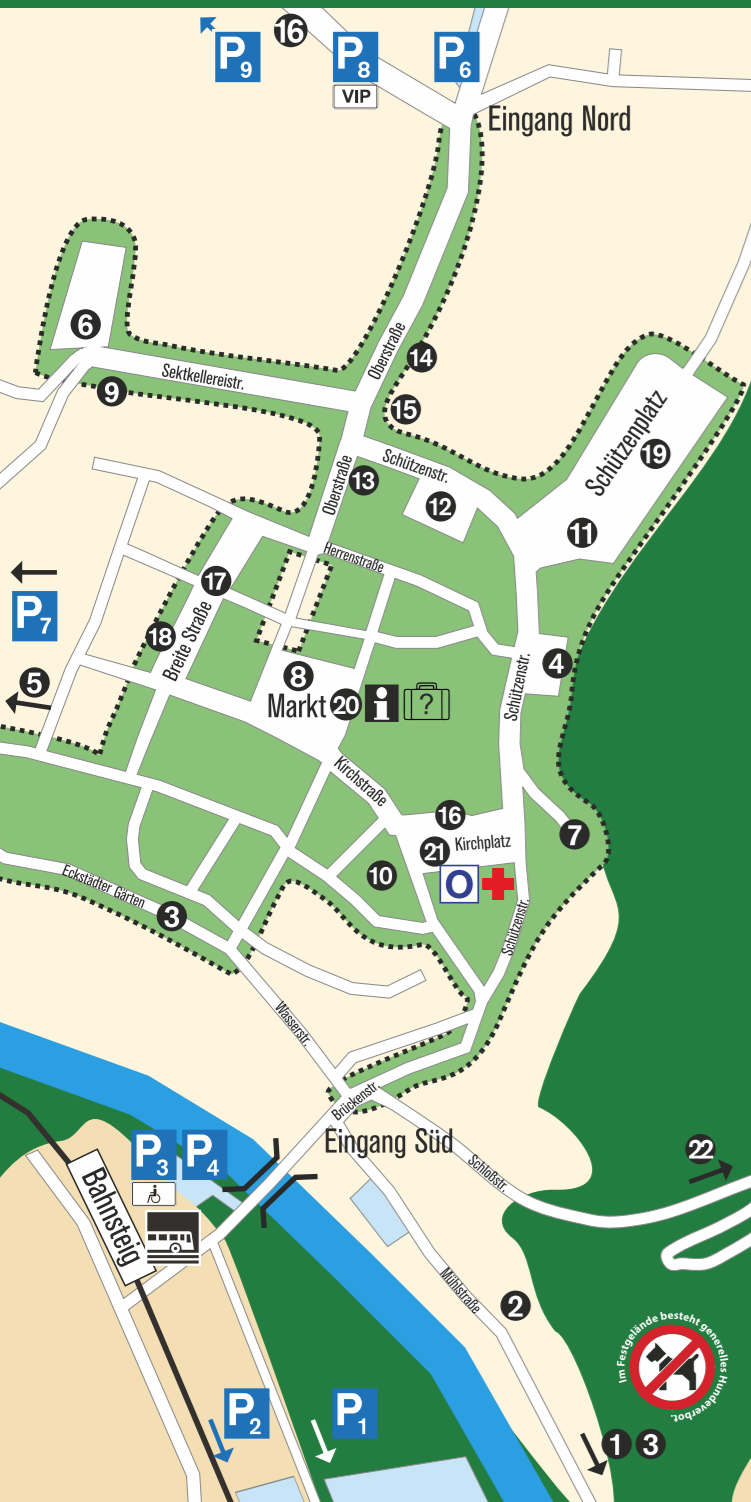 16
P9
P8
P6
VIP
Eingang Nord
6
Oberstraße
14
Sektkellereistr.
9
15
Schützenplatz
19
Oberstraße
13
Schützenstr.
12
11
Herrenstraße
P7
17
18
Breite Straße
5
8
Markt
20
i
?
4
Schützenstr.
Kirchstraße
16
7
21
Kirchplatz
10
O
Eckstädter Gärten
3
Schützenstr.
Wasserstr.
Brückenstr.
Eingang Süd
P3
P4
22
Schloßstr.
Bahnsteig
Mühlstraße
2
Im Festgelände besteht generelles
Hundeverbot.
P2
P1
1
3